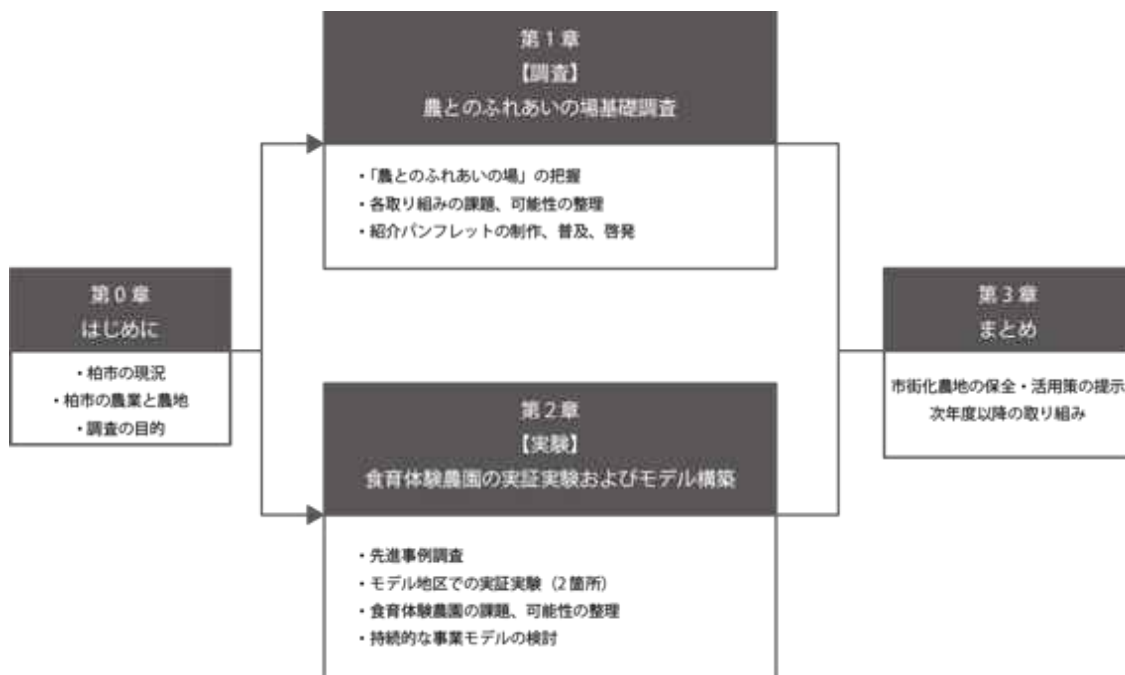 第0章
はじめに
・柏市の現況
・柏市の農業と農地
・調査の目的
第1章
【調査】
農とのふれあいの場基礎調査
・「農とのふれあいの場」の把握
・各取り組みの課題、可能性の整理
・紹介パンフレットの制作、普及、啓発
第2章
【実験】
食育体験農園の実証実験およびモデル構築
・先進事例調査
・モデル地区での実証実験（2箇所）
・食育体験農園の課題、可能性の整理
・持続的な事業モデルの検討
第3章
まとめ
市街化農地の保全・活用策の提示
次年度以降の取り組み